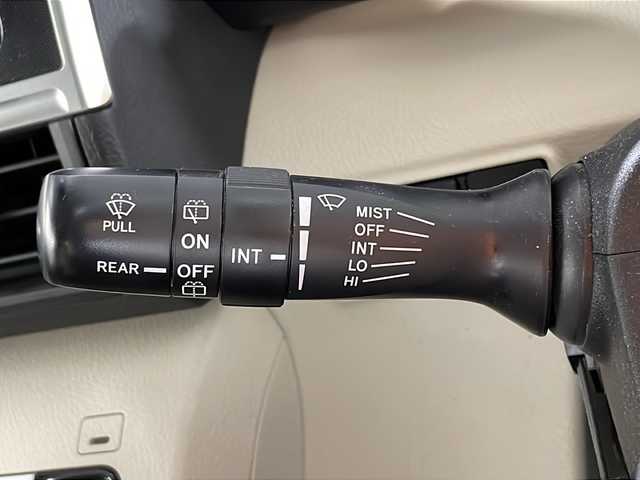 PULL
REAR
ON
OFF
INT
MIST
OFF
INT
LO
HI